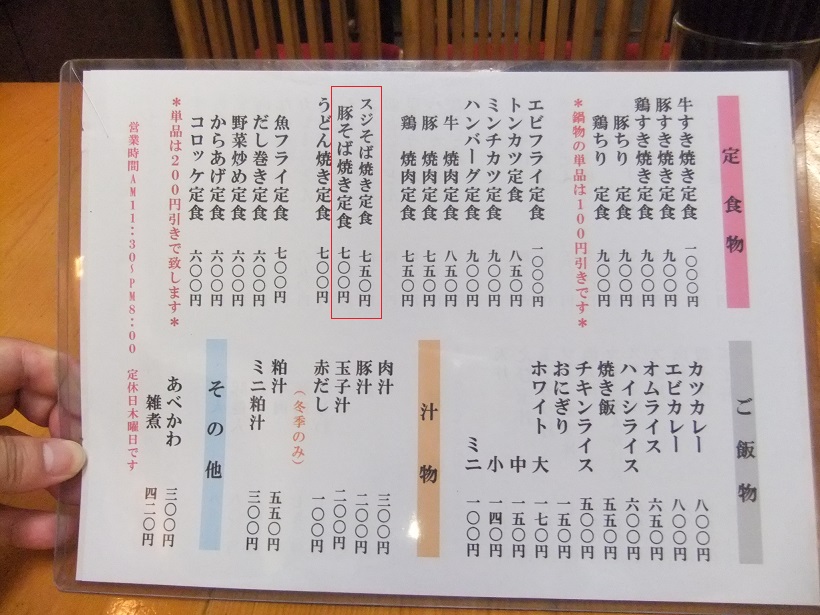 定食物
牛すき焼き定食 一〇〇〇円
豚すき焼き定食 九〇〇円
鶏すき焼き定食 九〇〇円
豚ちり 定食 九〇〇円
鶏ちり 定食 九〇〇円
*鍋物の単品は100円引きです*
エビフライ定食 一〇〇〇円
トンカツ定食 八五〇円
ミンチカツ定食 九〇〇円
ハンバーグ定食 九〇〇円
牛 焼肉定食 八五〇円
豚 焼肉定食 七五〇円
鶏 焼肉定食 七五〇円
スジそば焼き定食 七五〇円
豚そば焼き定食 七〇〇円
うどん焼き定食 七〇〇円
魚フライ定食 七〇〇円
だし巻き定食 六〇〇円
野菜炒め定食 六〇〇円
からあげ定食 六〇〇円
コロッケ定食 六〇〇円
*単品は200円引きで致します*
ご飯物
カツカレー 八〇〇円
エビカレー 八〇〇円
オムライス 六五〇円
ハイシライス 六〇〇円
焼き飯 五五〇円
チキンライス 五〇〇円
おにぎり 一五〇円
ホワイト 大 一七〇円
中 一五〇円
小 一四〇円
ミニ 一〇〇円
汁物
肉汁 三〇〇円
豚汁 二〇〇円
玉子汁 二〇〇円
赤だし 一〇〇円
(冬季のみ)
粕汁 五五〇円
ミニ粕汁 三〇〇円
その他
あべかわ 三〇〇円
雑煮 四二〇円
営業時間AM11:30~PM8:00 定休日木曜日です